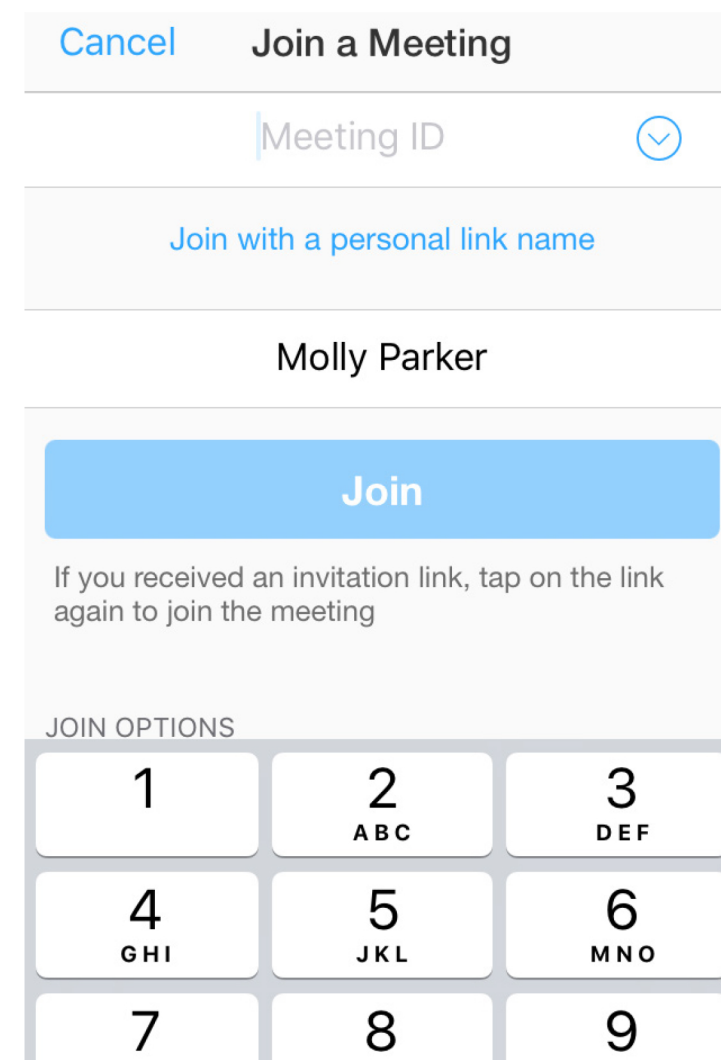 Cancel Join a Meeting
Meeting ID
Join with a personal link name
Molly Parker
Join
If you received an invitation link, tap on the link
again to join the meeting
JOIN OPTIONS
1 2 3
ABC DEF
4 5 6
GHI JKL MNO
7 8 9